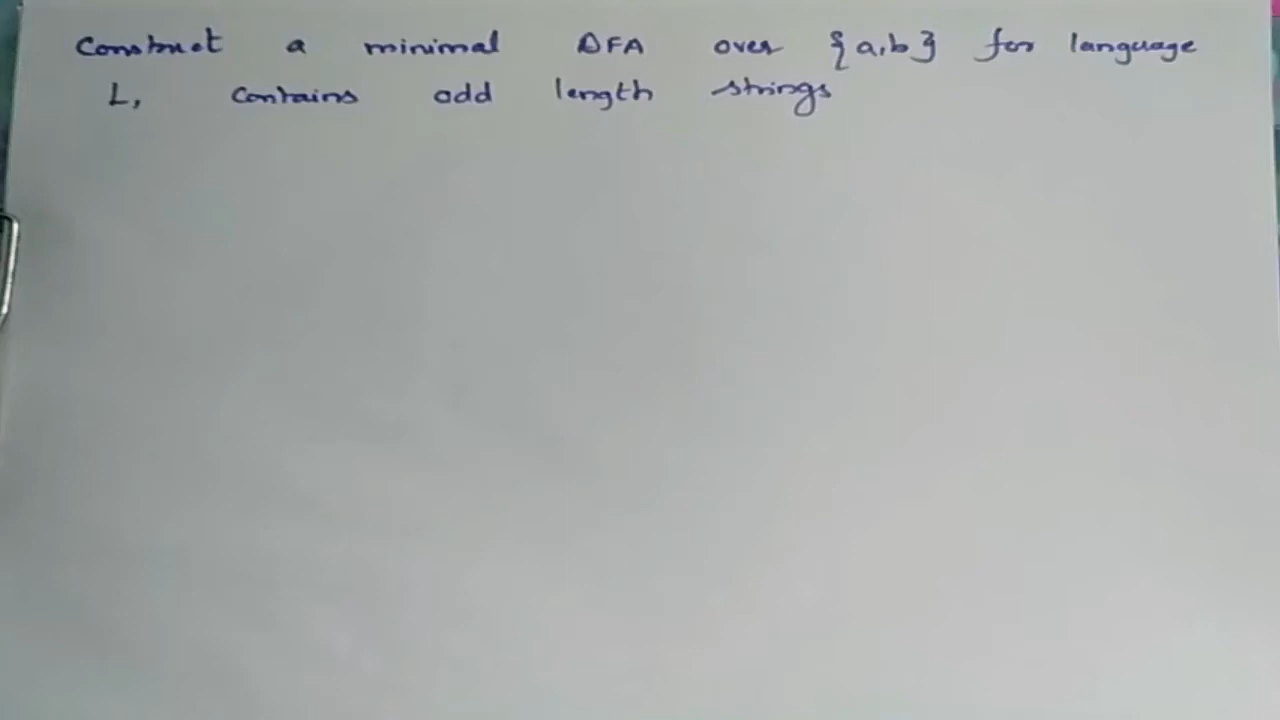 Construct a minimal DFA over {a,b} for language
L, contains odd length strings